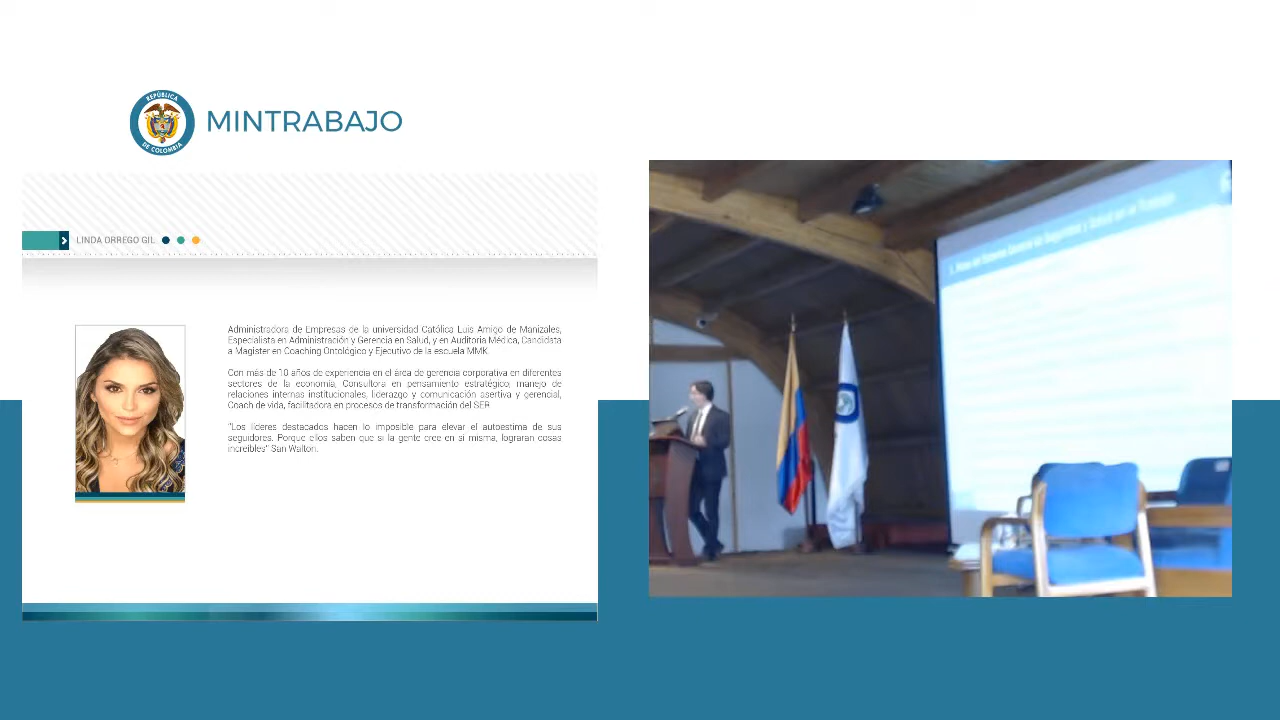 REPÚBLICA
DE COLOMBIA
MINTRABAJO
LINDA ORREGO GIL
Administradora de Empresas de la universidad Católica Luis Amigo de Manizales,
Especialista en Administración y Gerencia en Salud, y en Auditoria Médica, Candidata
a Magister en Coaching Ontológico y Ejecutivo de la escuela MMK.
Con más de 10 años de experiencia en el área de gerencia corporativa en diferentes
sectores de la economía, Consultora en pensamiento estratégico, manejo de
relaciones internas institucionales, liderazgo y comunicación asertiva y gerencial,
Coach de vida, facilitadora en procesos de transformación del SER.
"Los líderes destacados hacen lo imposible para elevar el autoestima de sus
seguidores. Porque ellos saben que si la gente cree en si misma, lograran cosas
increíbles" San Walton.